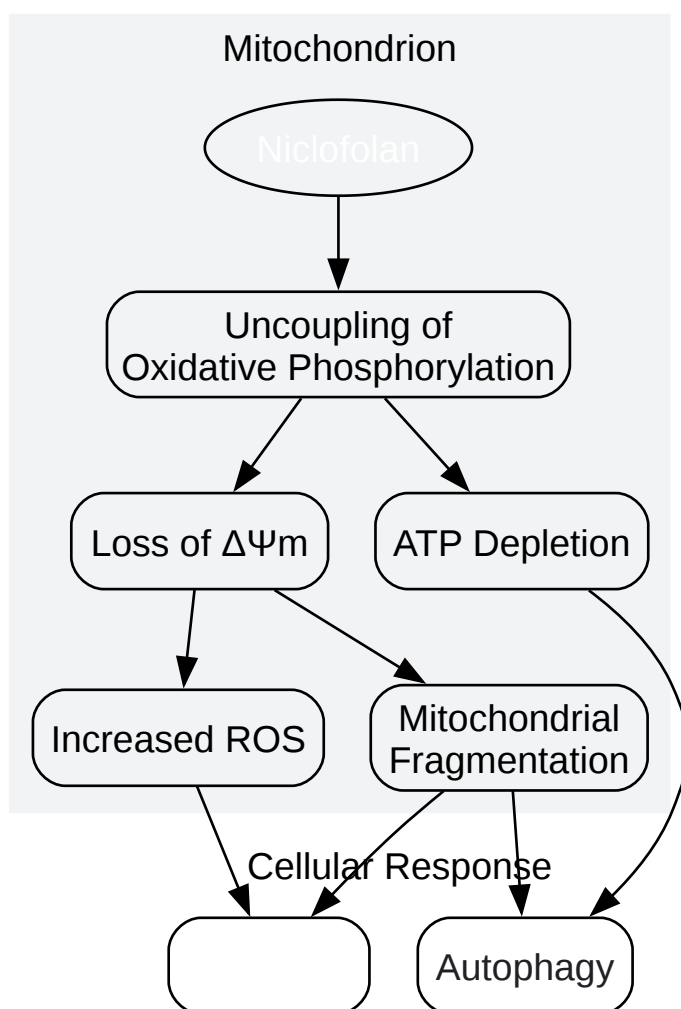 Mitochondrion
Niclofolan
Uncoupling of
Oxidative Phosphorylation
Loss of ΔΨm
ATP Depletion
Increased ROS
Mitochondrial
Fragmentation
Cellular Response
Autophagy